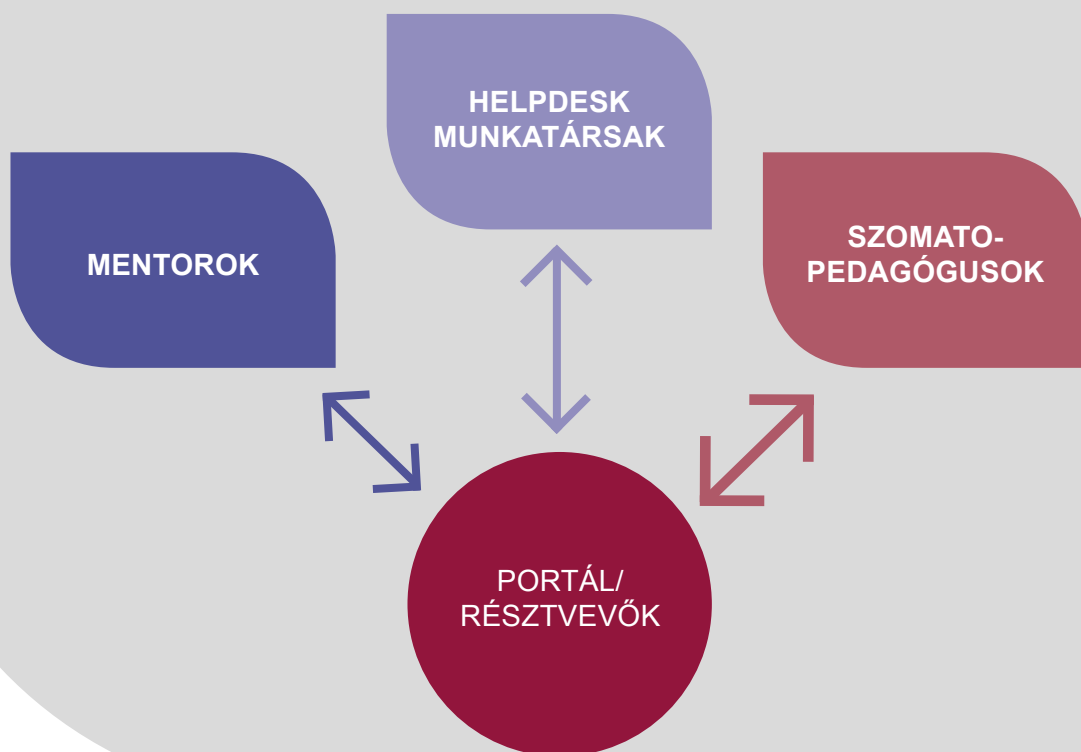 HELPDESK
MUNKATÁRSAK
MENTOROK
SZOMATO-
PEDAGÓGUSOK
PORTÁL/
RÉSZTVEVŐK